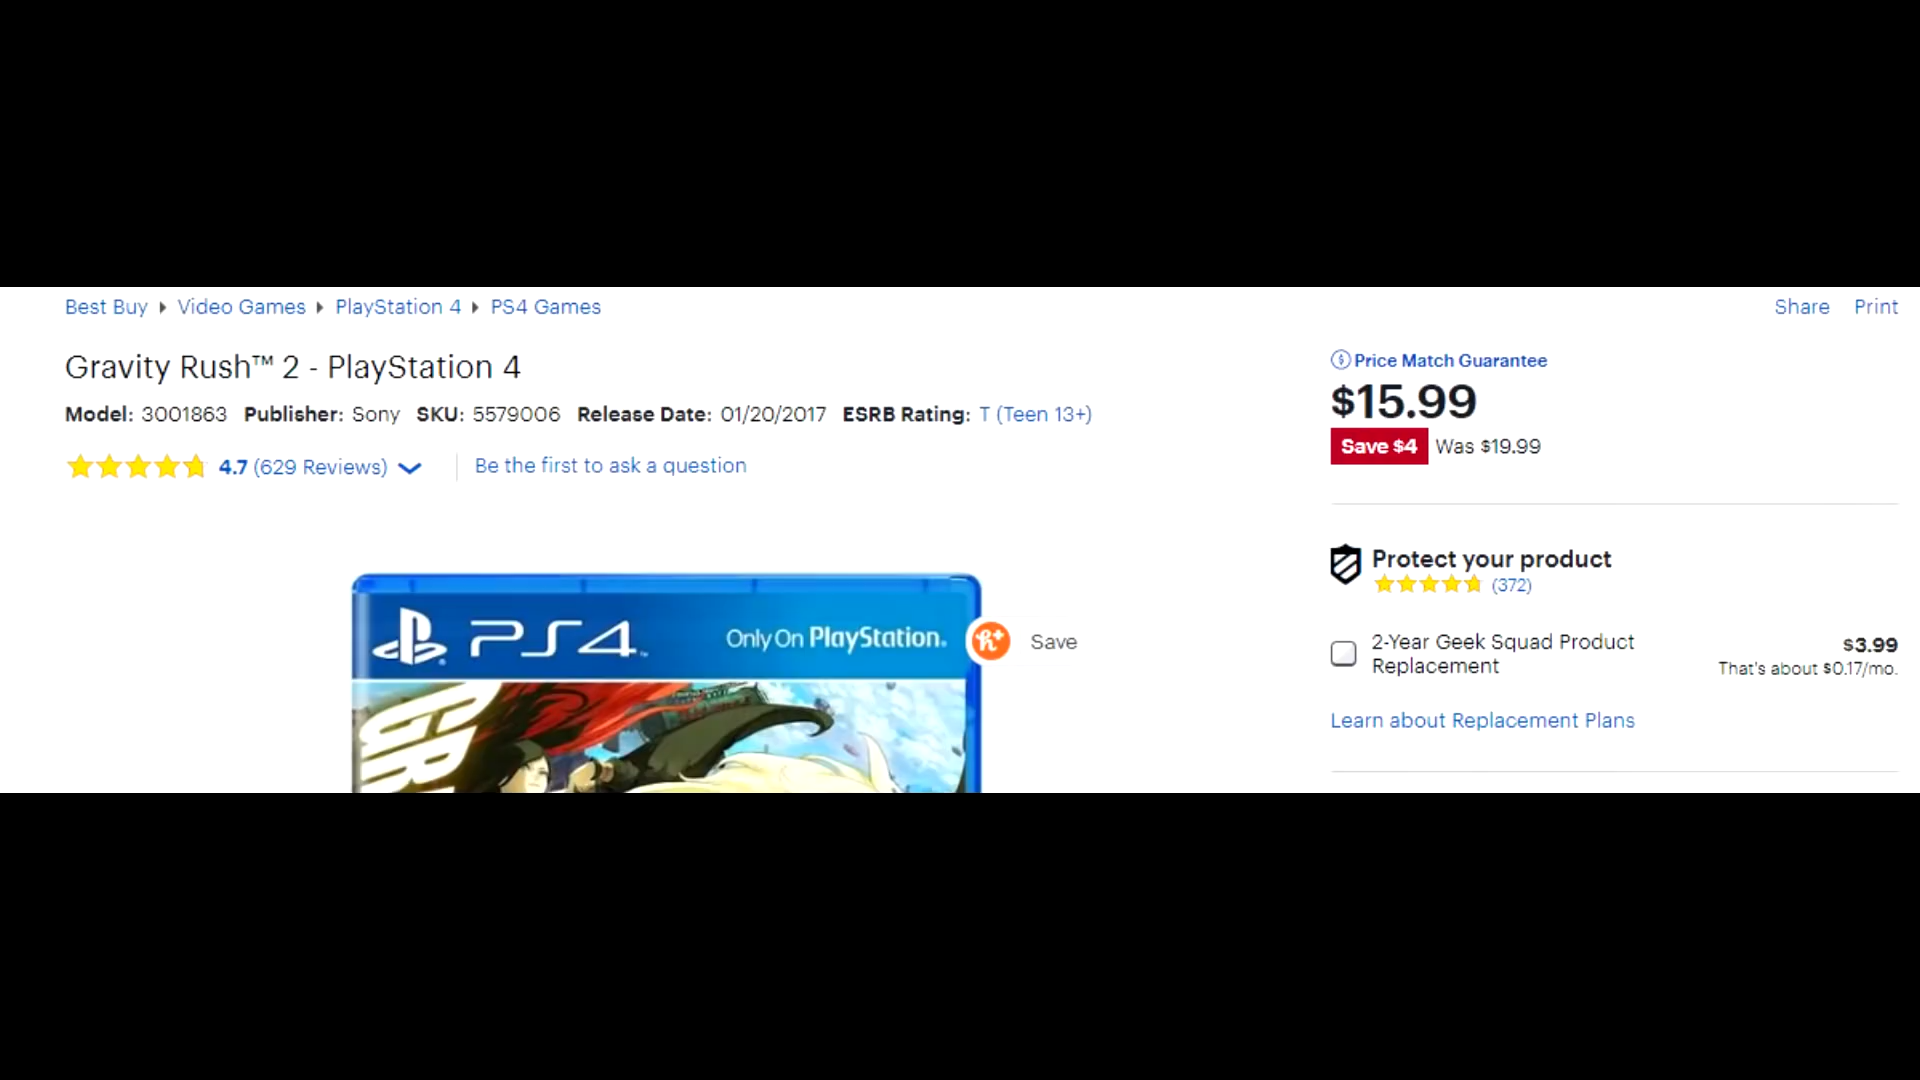 Best Buy Video Games PlayStation 4 PS4 Games
Share Print
Gravity Rush™ 2 - PlayStation 4
Model: 3001863 Publisher: Sony SKU: 5579006 Release Date: 01/20/2017 ESRB Rating: T (Teen 13+)
4.7 (629 Reviews)
Be the first to ask a question
Price Match Guarantee
$15.99
Save $4 Was $19.99
Protect your product
(372)
2-Year Geek Squad Product
Replacement
$3.99
That's about $0.17/mo.
Learn about Replacement Plans
PS4 Only On PlayStation.
Save
GR